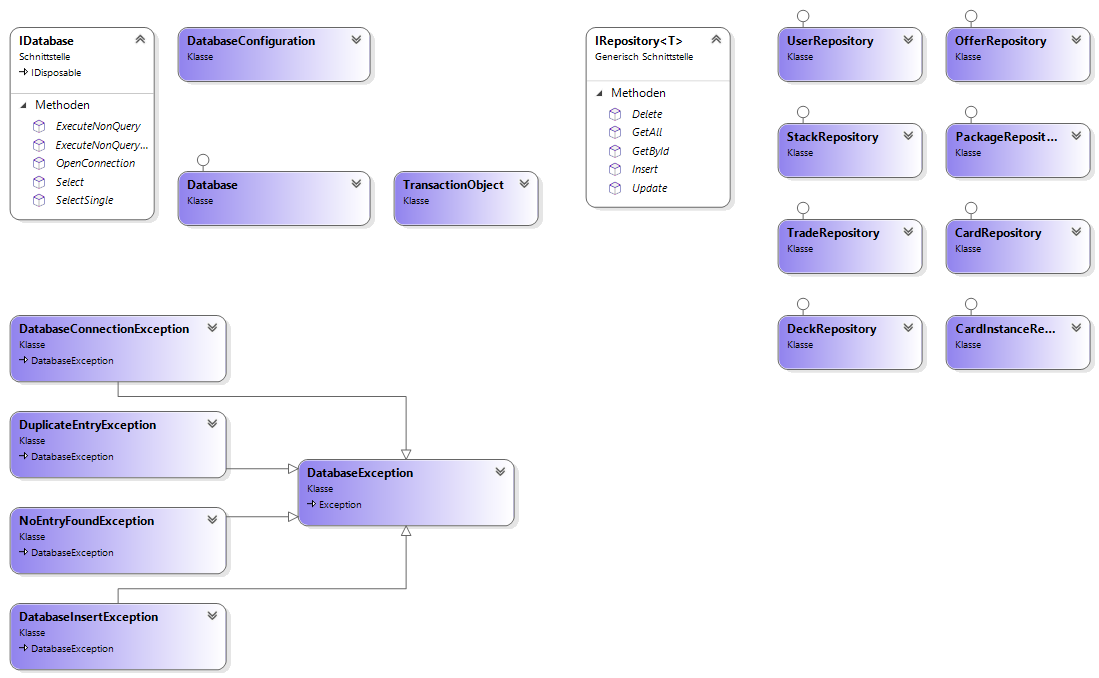 IDatabase
Schnittstelle
IDisposable
Methoden
ExecuteNonQuery
ExecuteNonQuery...
OpenConnection
Select
SelectSingle
DatabaseConfiguration
Klasse
Database
Klasse
TransactionObject
Klasse
IRepository<T>
Generisch Schnittstelle
Methoden
Delete
GetAll
GetById
Insert
Update
UserRepository
Klasse
OfferRepository
Klasse
StackRepository
Klasse
PackageReposit...
Klasse
TradeRepository
Klasse
CardRepository
Klasse
DeckRepository
Klasse
CardInstanceRe...
Klasse
DatabaseConnectionException
Klasse
DatabaseException
DuplicateEntryException
Klasse
DatabaseException
NoEntryFoundException
Klasse
DatabaseException
DatabaseInsertException
Klasse
DatabaseException
DatabaseException
Klasse
Exception